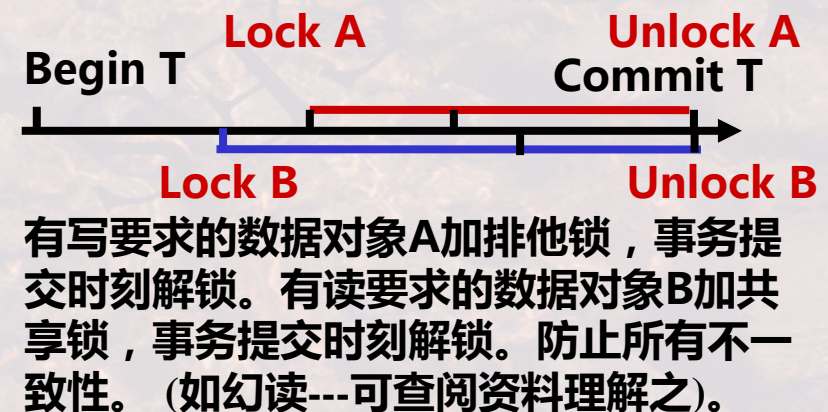 Lock A Unlock A
Begin T Commit T
Lock B Unlock B
有写要求的数据对象A加排他锁，事务提
交时刻解锁。有读要求的数据对象B加共
享锁，事务提交时刻解锁。防止所有不一
致性。 (如幻读---可查阅资料理解之)。